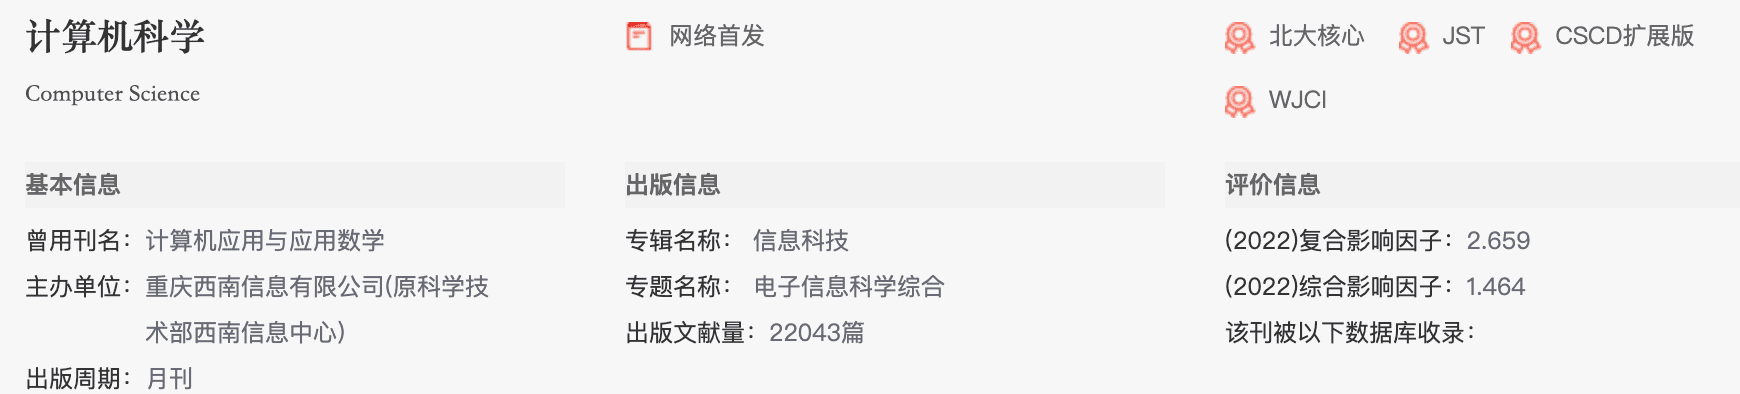 计算机科学
Computer Science
网络首发
北大核心 JST CSCD扩展版
WJCI
基本信息
曾用刊名：计算机应用与应用数学
主办单位：重庆西南信息有限公司(原科学技
术部西南信息中心)
出版周期：月刊
出版信息
专辑名称：信息科技
专题名称：电子信息科学综合
出版文献量：22043篇
评价信息
(2022)复合影响因子：2.659
(2022)综合影响因子：1.464
该刊被以下数据库收录：